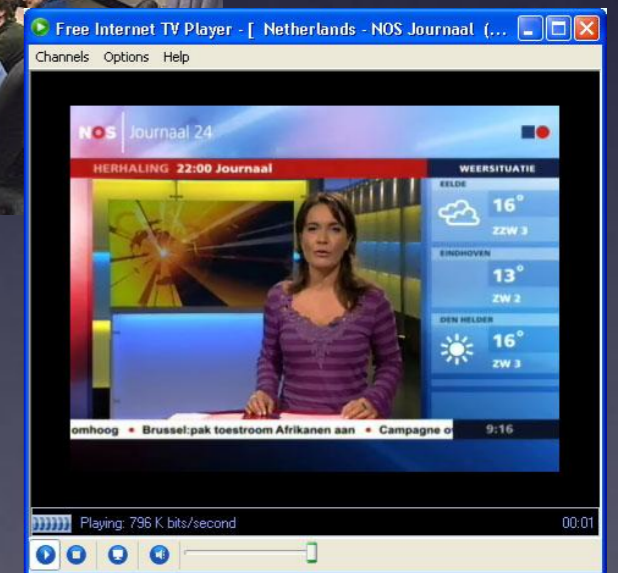 Free Internet TV Player - [ Netherlands - NOS Journaal (...
Channels Options Help
NOS Journaal 24
HERHALING 22:00 Journaal
WEERSITUATIE
EELDE
16°
ZZW 3
EINDHOVEN
13°
ZW 2
DEN HELDER
16°
ZW 3
omhoog • Brussel:pak toestroom Afrikanen aan • Campagne o
9:16
Playing: 796 K bits/second
00:01